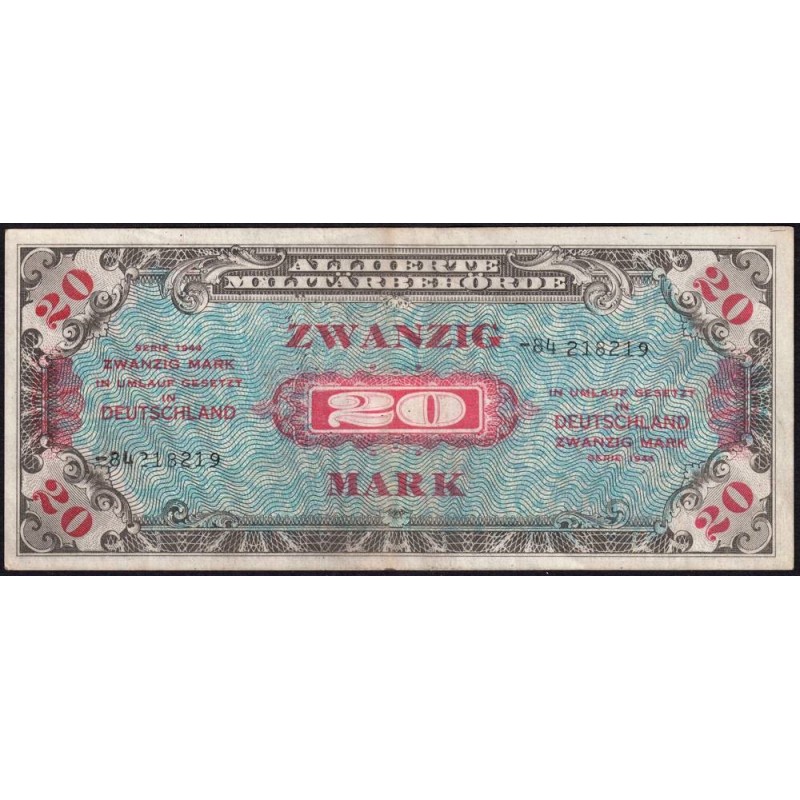 ALLIIERTE
MILITÄRBEHÖRDE
20
20
ZWANZIG
-84 218219
SERIE 1944
ZWANZIG MARK
IN UMLAUF GESETZT
IN
DEUTSCHLAND
20
IN UMLAUF GESETZT
IN
DEUTSCHLAND
ZWANZIG MARK
SERIE 1944
-84218219
MARK
20
20